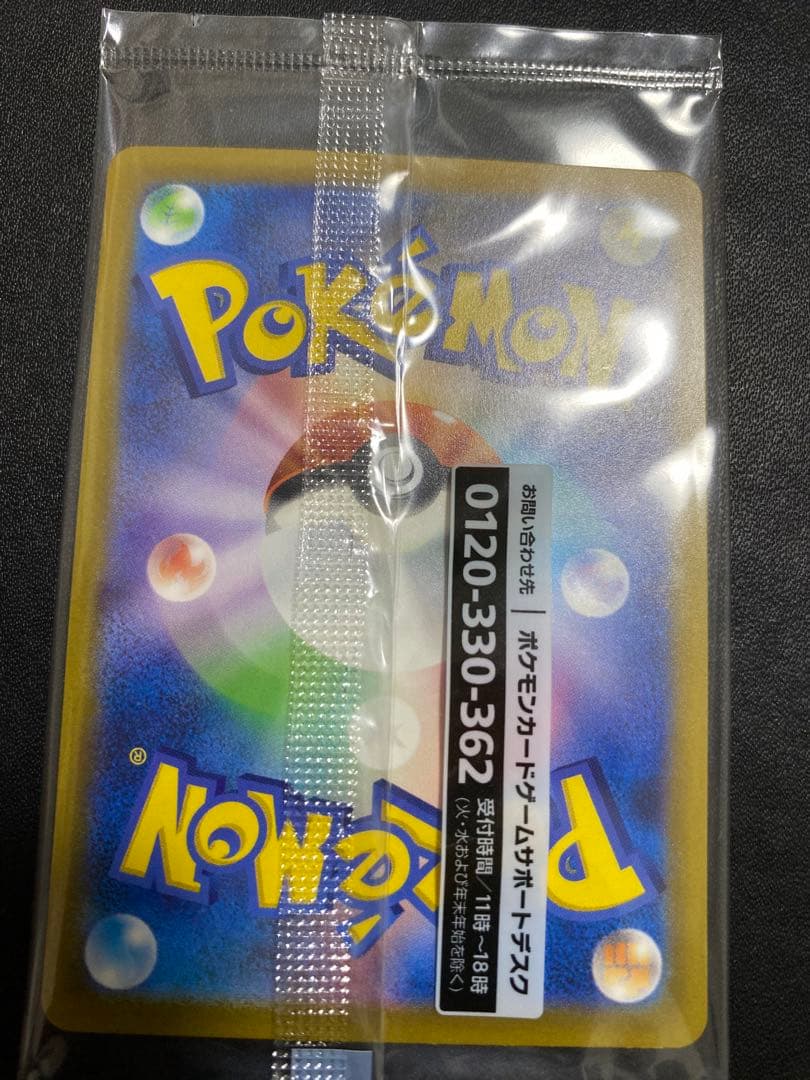 POKéMON
お問い合わせ先 | ポケモンカードゲームサポートデスク
0120-330-362 受付時間/11時~18時
(火・水および年末年始を除く)
POKéMON
®